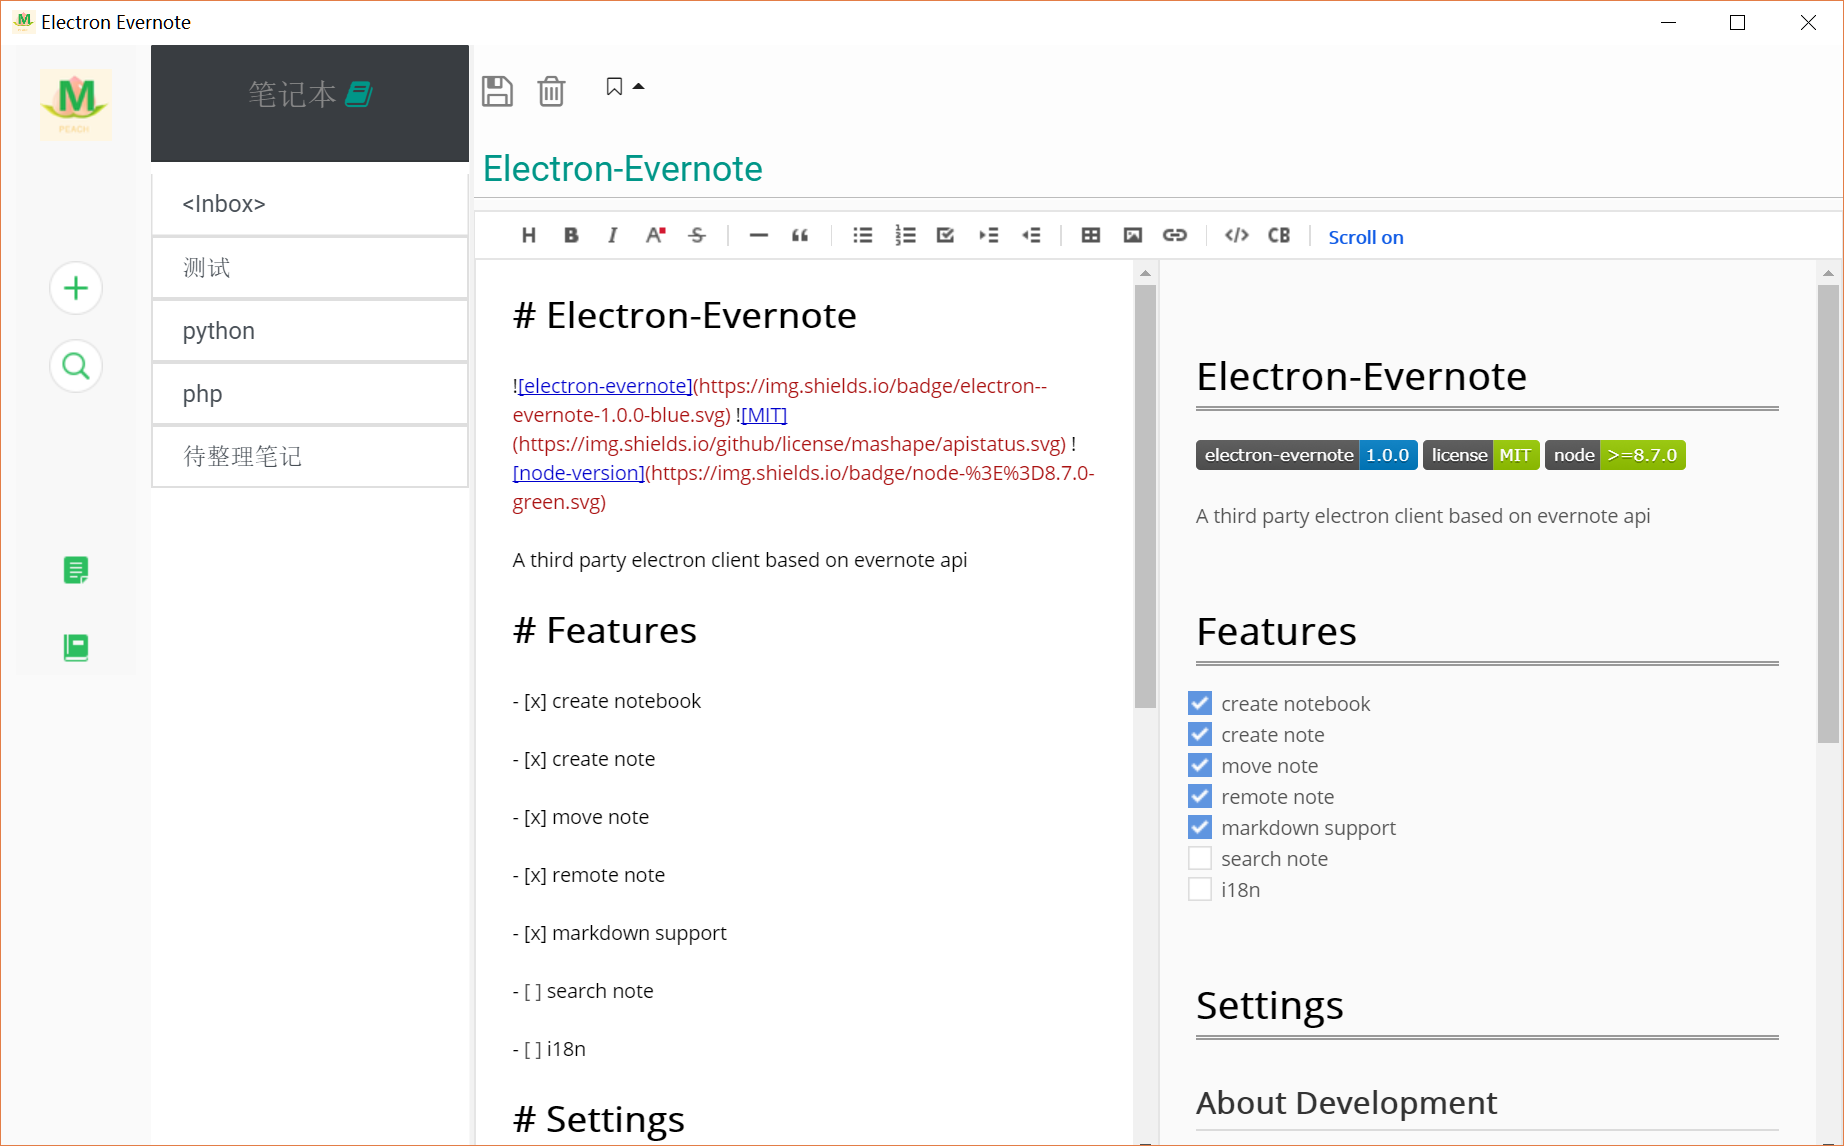 Electron Evernote
M
PEACH
笔记本
<Inbox>
测试
python
php
待整理笔记
Electron-Evernote
H B I A S “ </> CB Scroll on
# Electron-Evernote
![electron-evernote](https://img.shields.io/badge/electron--
evernote-1.0.0-blue.svg) ![MIT]
(https://img.shields.io/github/license/mashape/apistatus.svg) !
[node-version](https://img.shields.io/badge/node-%3E%3D8.7.0-
green.svg)
A third party electron client based on evernote api
# Features
- [x] create notebook
- [x] create note
- [x] move note
- [x] remote note
- [x] markdown support
- [ ] search note
- [ ] i18n
# Settings
Electron-Evernote
electron-evernote 1.0.0 license MIT node >=8.7.0
A third party electron client based on evernote api
Features
create notebook
create note
move note
remote note
markdown support
search note
i18n
Settings
About Development